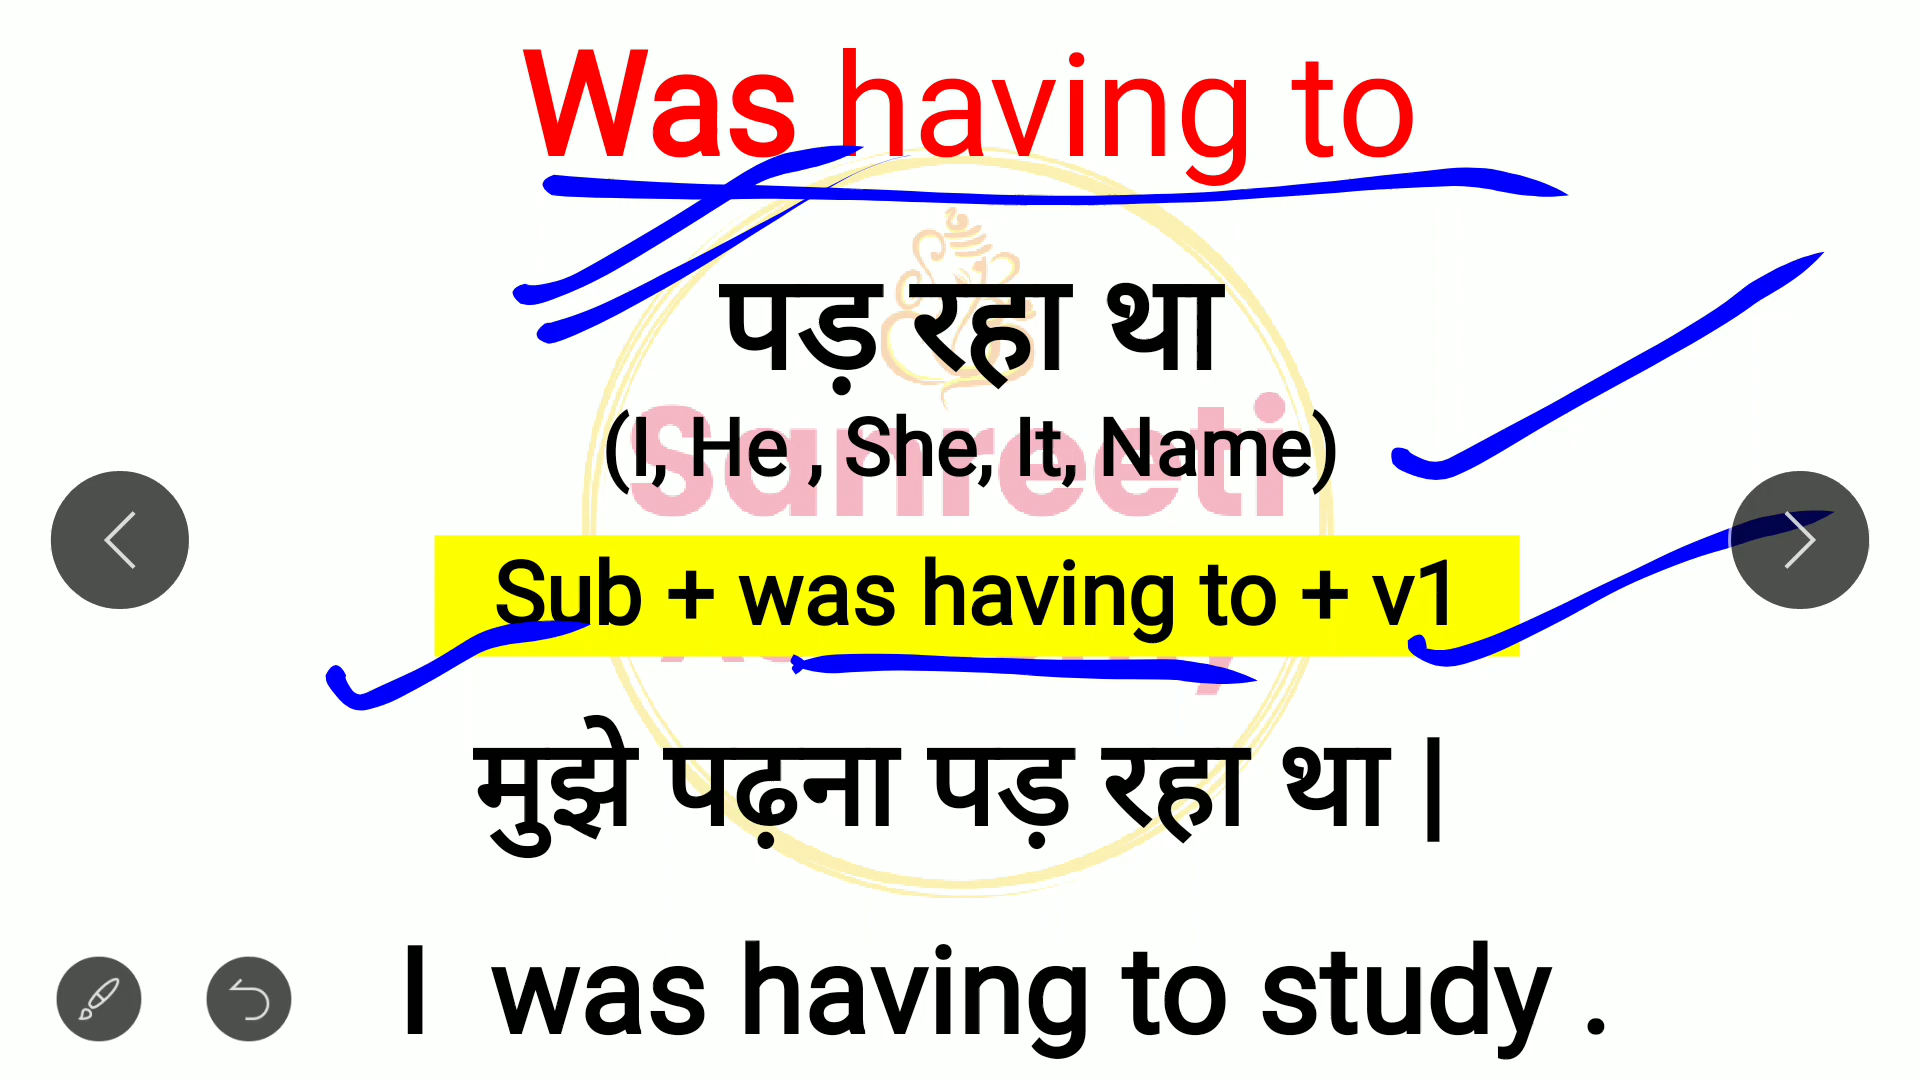 Was having to
पड़ रहा था
(I, He , She, It, Name)
Sanreeti
Sub + was having to + v1
मुझे पढ़ना पड़ रहा था |
I was having to study .